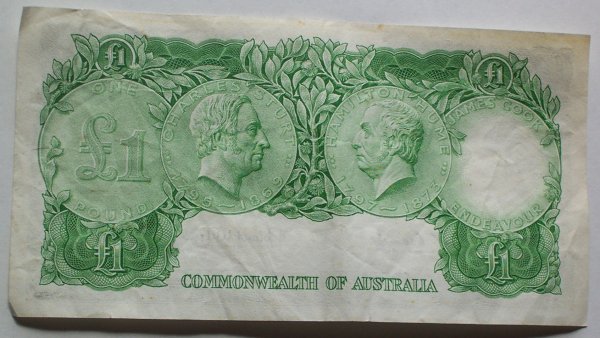 £1
£1
ONE
£1
POUND
CHARLES STURT
1795-1869
HAMILTON HUME
1797-1873
JAMES COOK
ENDEAVOUR
£1
£1
COMMONWEALTH OF AUSTRALIA